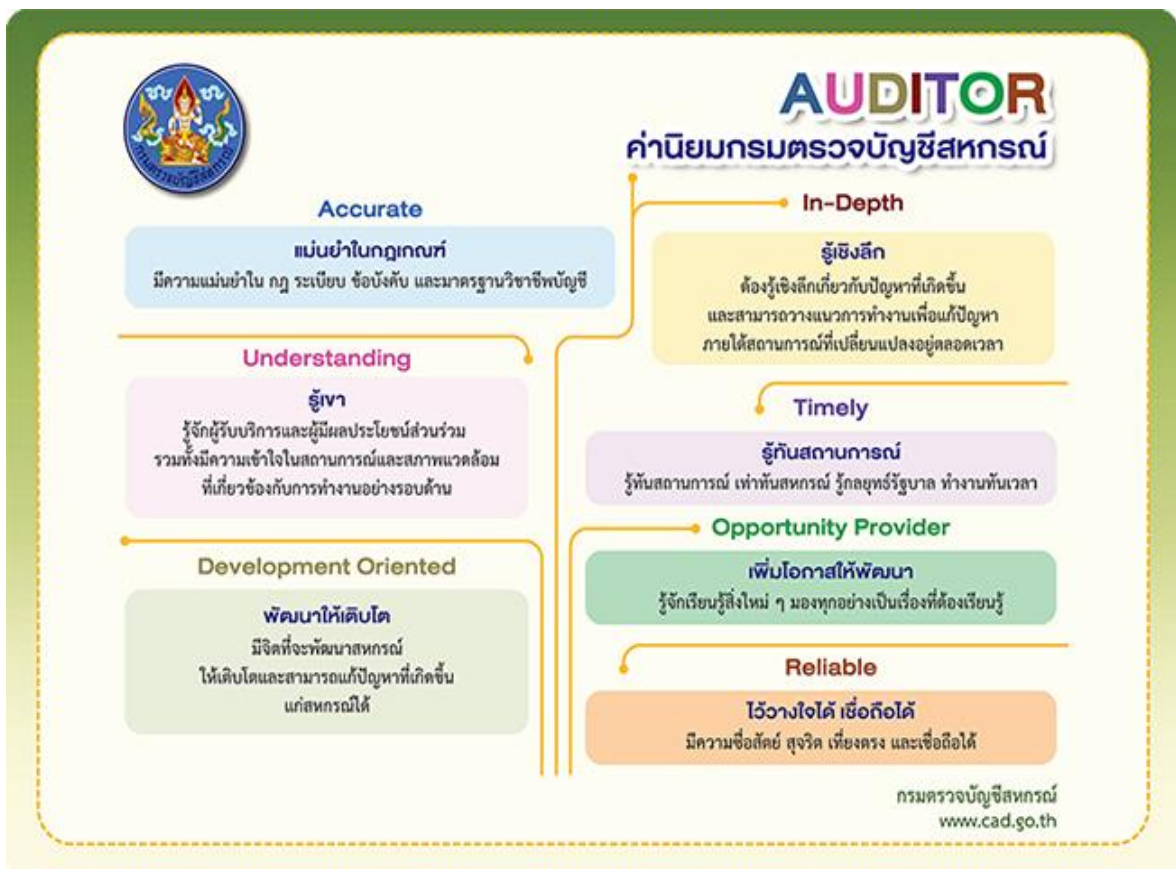 กรมตรวจบัญชีสหกรณ์
AUDITOR
ค่านิยมกรมตรวจบัญชีสหกรณ์
Accurate
แม่นยำในกฎเกณฑ์
มีความแม่นยำใน กฎ ระเบียบ ข้อบังคับ และมาตรฐานวิชาชีพบัญชี
Understanding
รู้เขา
รู้จักผู้รับบริการและผู้มีผลประโยชน์ส่วนร่วม
รวมทั้งมีความเข้าใจในสถานการณ์และสภาพแวดล้อม
ที่เกี่ยวข้องกับการทำงานอย่างรอบด้าน
Development Oriented
พัฒนาให้เติบโต
มีจิตที่จะพัฒนาสหกรณ์
ให้เติบโตและสามารถแก้ปัญหาที่เกิดขึ้น
แก่สหกรณ์ได้
In-Depth
รู้เชิงลึก
ต้องรู้เชิงลึกเกี่ยวกับปัญหาที่เกิดขึ้น
และสามารถวางแนวการทำงานเพื่อแก้ปัญหา
ภายใต้สถานการณ์ที่เปลี่ยนแปลงอยู่ตลอดเวลา
Timely
รู้ทันสถานการณ์
รู้ทันสถานการณ์ เท่าทันสหกรณ์ รู้กลยุทธ์รัฐบาล ทำงานทันเวลา
Opportunity Provider
เพิ่มโอกาสให้พัฒนา
รู้จักเรียนรู้สิ่งใหม่ ๆ มองทุกอย่างเป็นเรื่องที่ต้องเรียนรู้
Reliable
ไว้วางใจได้ เชื่อถือได้
มีความซื่อสัตย์ สุจริต เที่ยงตรง และเชื่อถือได้
กรมตรวจบัญชีสหกรณ์
www.cad.go.th